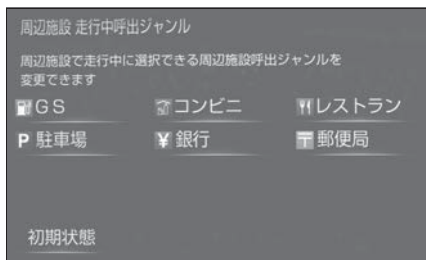 周辺施設 走行中呼出ジャンル
周辺施設で走行中に選択できる周辺施設呼出ジャンルを
変更できます
GS コンビニ レストラン
P 駐車場 ¥ 銀行 〒 郵便局
初期状態